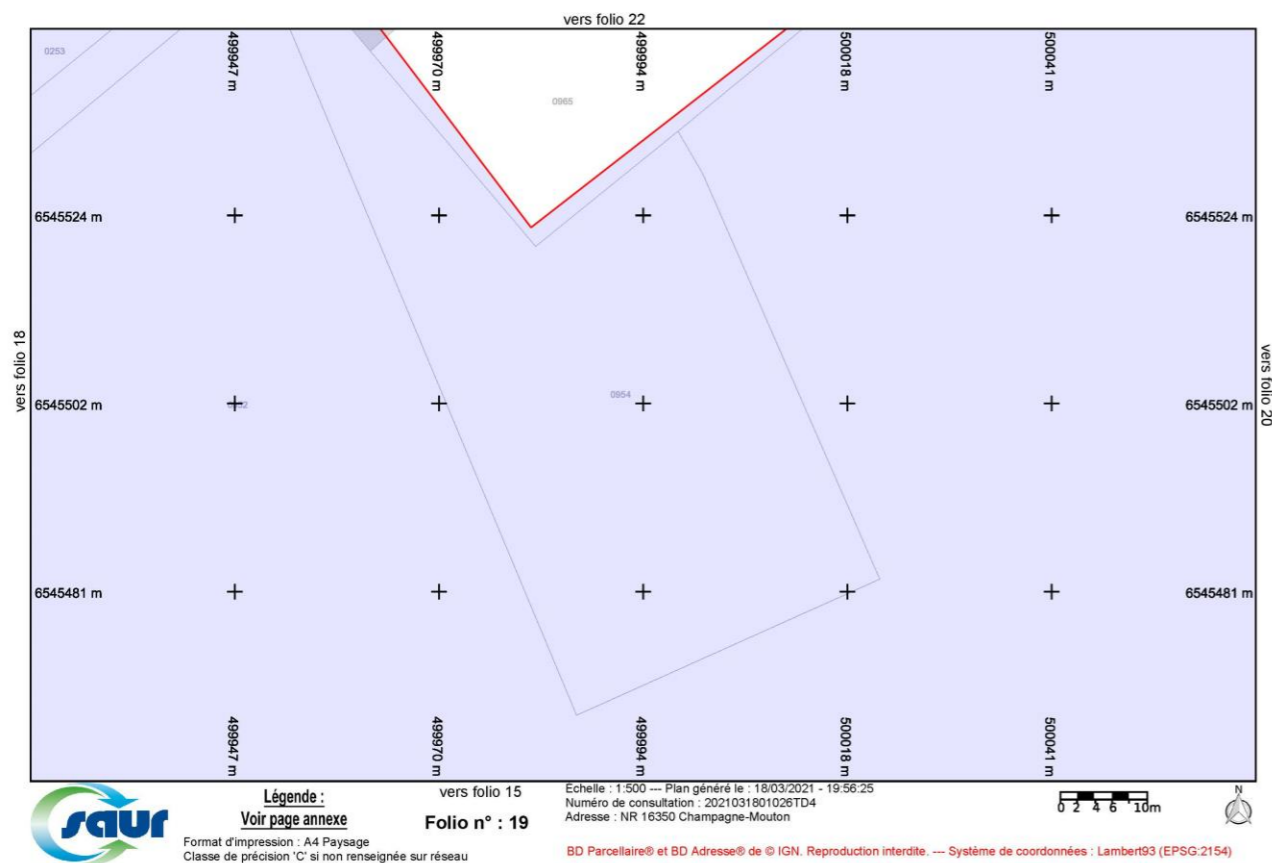 vers folio 22
0253
499947 m
499970 m
499994 m
500018 m
500041 m
0965
6545524 m
6545524 m
vers folio 18
vers folio 20
0954
6545502 m
6545502 m
6545481 m
6545481 m
499947 m
499970 m
499994 m
500018 m
500041 m
saur
Légende :
Voir page annexe
Format d'impression : A4 Paysage
Classe de précision 'C' si non renseignée sur réseau
vers folio 15
Folio n° : 19
Echelle : 1:500 --- Plan généré le : 18/03/2021 - 19:56:25
Numéro de consultation : 2021031801026TD4
Adresse : NR 16350 Champagne-Mouton
0 2 4 6 10m
N
BD Parcellaire® et BD Adresse® de © IGN. Reproduction interdite. --- Système de coordonnées : Lambert93 (EPSG:2154)